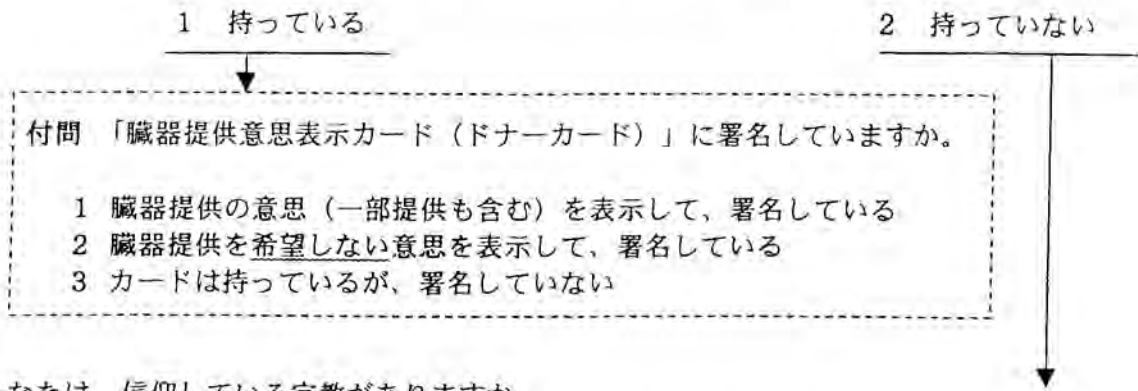 1 持っている
2 持っていない
付問 「臓器提供意思表示カード(ドナーカード)」に署名していますか。
1 臓器提供の意思(一部提供も含む)を表示して、署名している
2 臓器提供を希望しない意思を表示して、署名している
3 カードは持っているが、署名していない
なたは、信仰している宗教がありますか